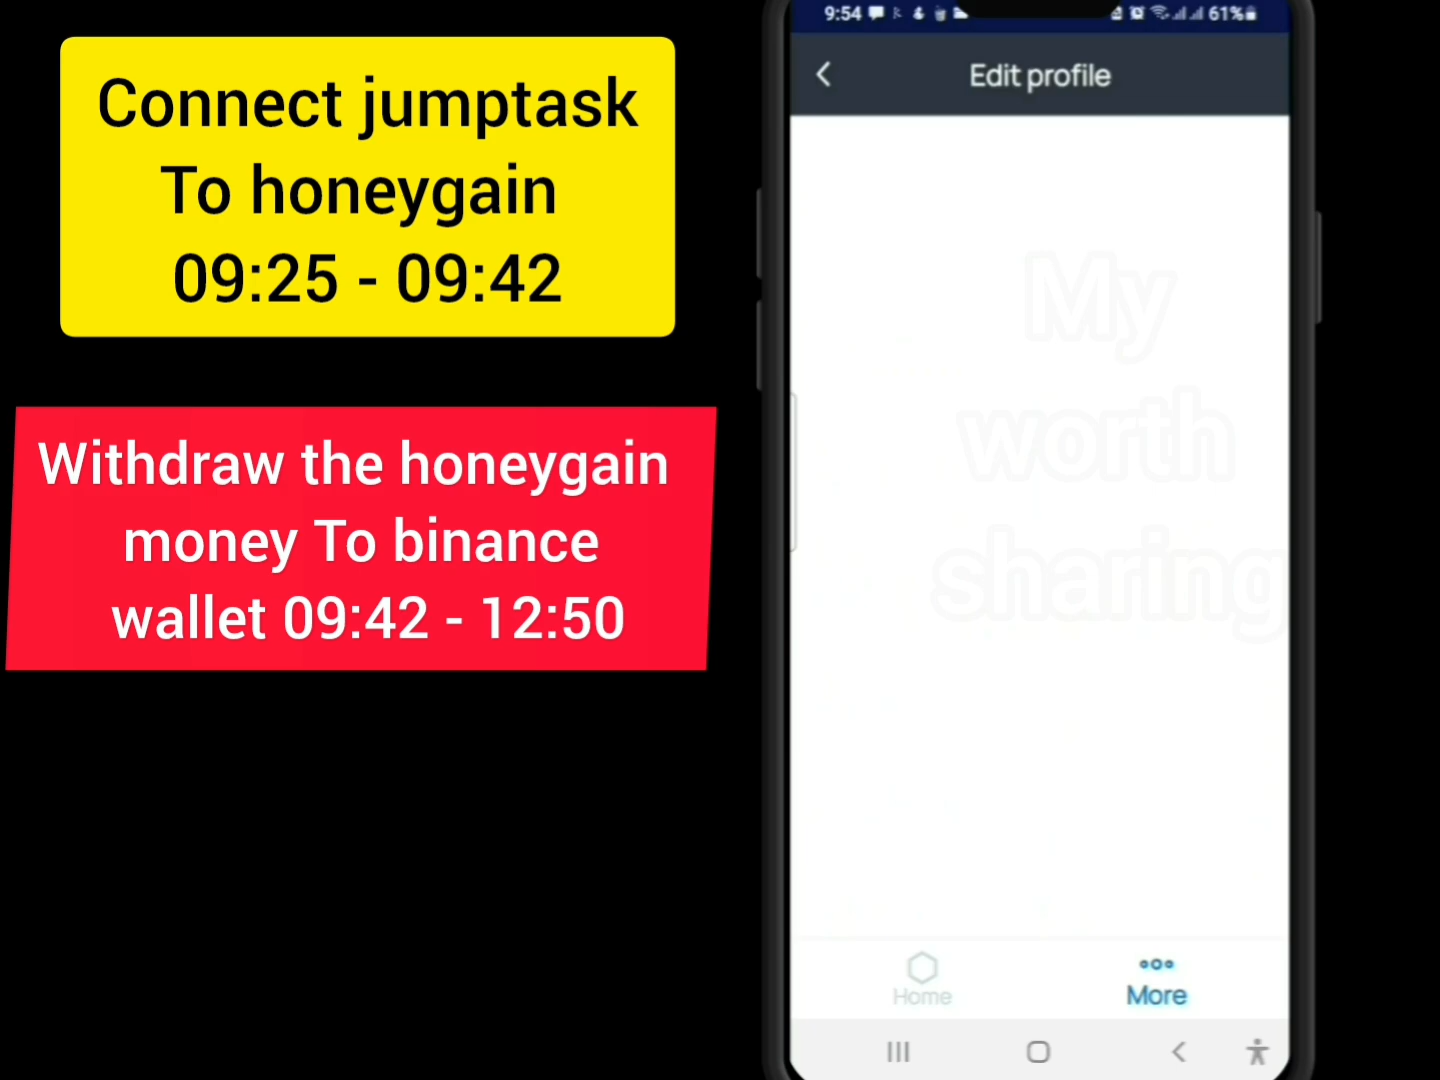 Connect jumptask
To honeygain
09:25 - 09:42
Withdraw the honeygain
money To binance
wallet 09:42 - 12:50
9:54
61%
Edit profile
My
worth
sharing
Home
More